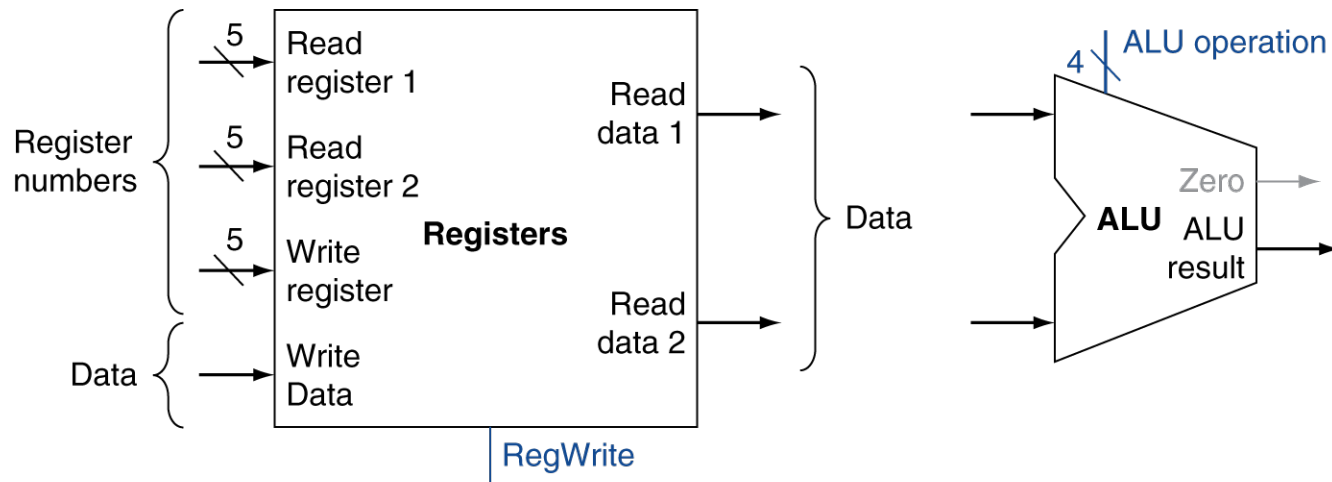 Register
numbers
Data
5
Read
register 1
5
Read
register 2
5
Write
register
Write
Data
Registers
Read
data 1
Read
data 2
RegWrite
Data
4
ALU operation
ALU
Zero
ALU
result